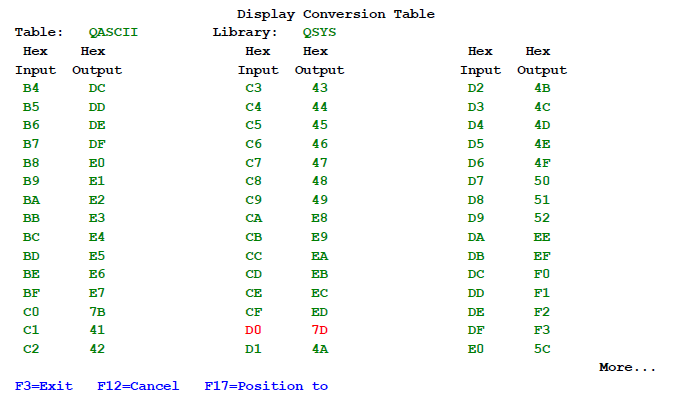 Display Conversion Table
Table: QASCII Library: QSYS
Hex Hex Hex Hex Hex Hex
Input Output Input Output Input Output
B4 DC C3 43 D2 4B
B5 DD C4 44 D3 4C
B6 DE C5 45 D4 4D
B7 DF C6 46 D5 4E
B8 E0 C7 47 D6 4F
B9 E1 C8 48 D7 50
BA E2 C9 49 D8 51
BB E3 CA E8 D9 52
BC E4 CB E9 DA EE
BD E5 CC EA DB EF
BE E6 CD EB DC F0
BF E7 CE EC DD F1
C0 7B CF ED DE F2
C1 41 D0 7D DF F3
C2 42 D1 4A E0 5C
More...
F3=Exit F12=Cancel F17=Position to